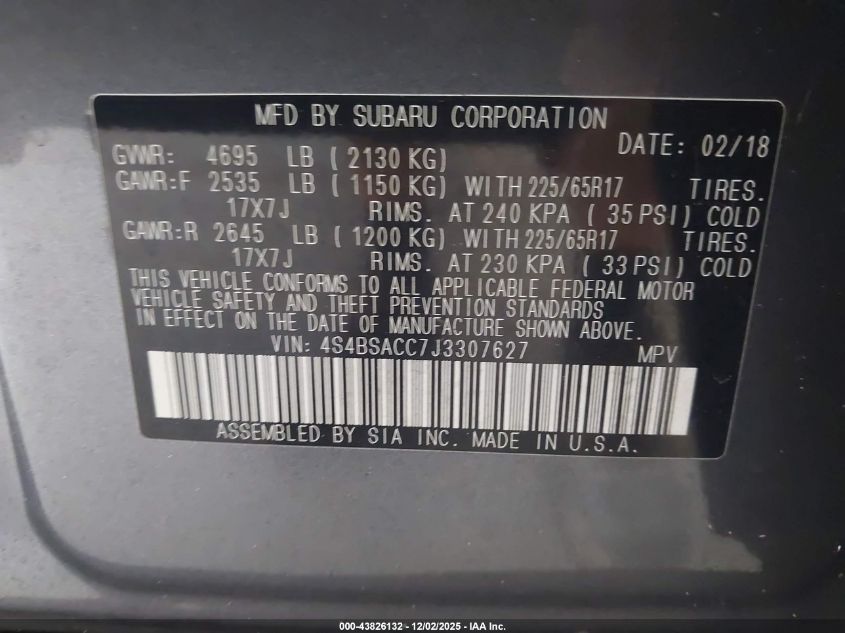 MFD BY SUBARU CORPORATION
DATE: 02/18
GVWR: 4695 LB ( 2130 KG)
GAWR:F 2535 LB ( 1150 KG) WITH 225/65R17 TIRES.
17X7J RIMS. AT 240 KPA ( 35 PSI) COLD
GAWR:R 2645 LB ( 1200 KG) WITH 225/65R17 TIRES.
17X7J RIMS. AT 230 KPA ( 33 PSI) COLD
THIS VEHICLE CONFORMS TO ALL APPLICABLE FEDERAL MOTOR
VEHICLE SAFETY AND THEFT PREVENTION STANDARDS
IN EFFECT ON THE DATE OF MANUFACTURE SHOWN ABOVE.
VIN: 4S4BSACC7J3307627 MPV
ASSEMBLED BY SIA INC. MADE IN U.S.A.
000-43826132 - 12/02/2025 - IAA Inc.